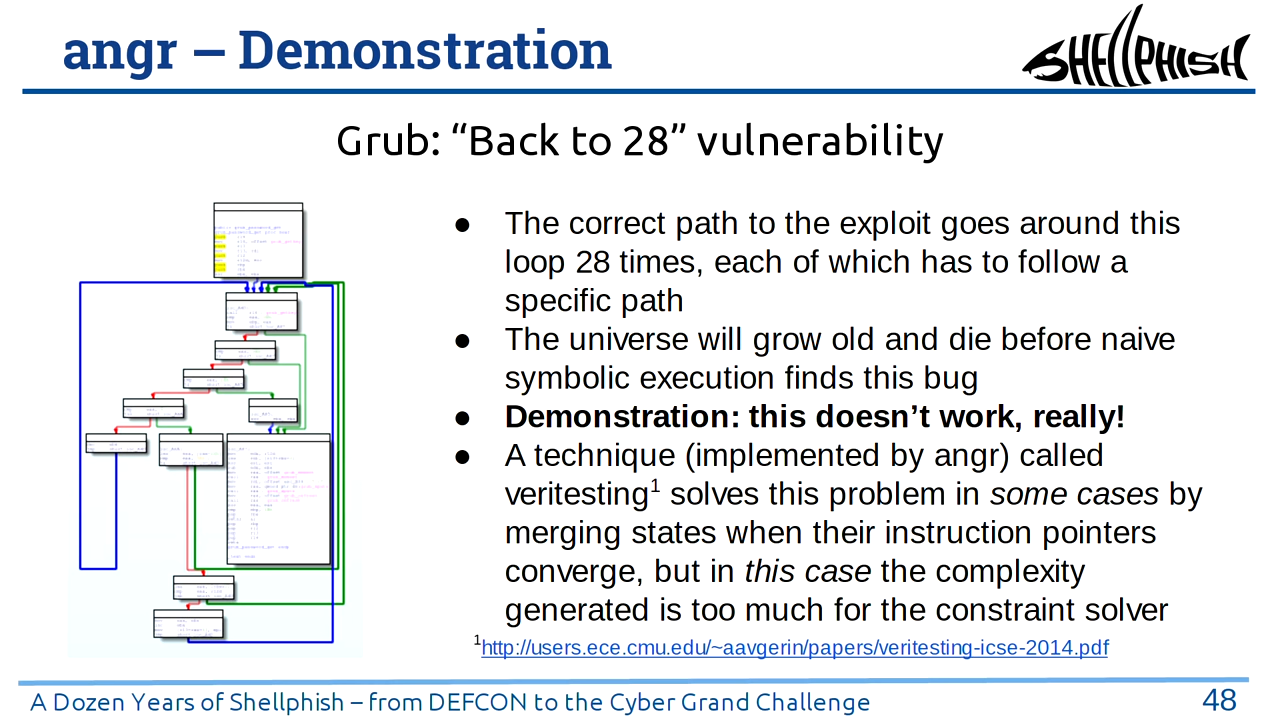 angr – Demonstration
SHELLPHISH
Grub: “Back to 28” vulnerability
● The correct path to the exploit goes around this
loop 28 times, each of which has to follow a
specific path
● The universe will grow old and die before naive
symbolic execution finds this bug
● Demonstration: this doesn’t work, really!
● A technique (implemented by angr) called
veritesting¹ solves this problem in some cases by
merging states when their instruction pointers
converge, but in this case the complexity
generated is too much for the constraint solver
¹http://users.ece.cmu.edu/~aavgerin/papers/veritesting-icse-2014.pdf
A Dozen Years of Shellphish – from DEFCON to the Cyber Grand Challenge
48